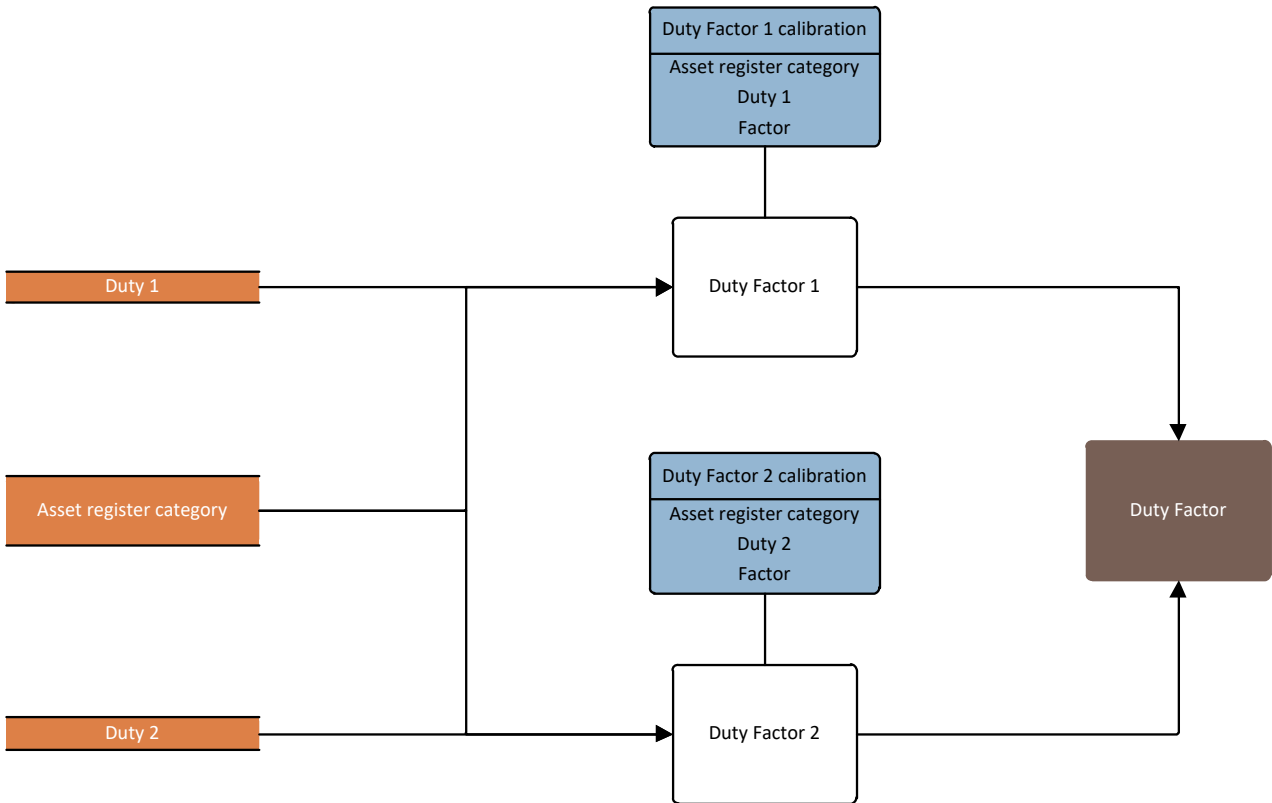 Duty Factor 1 calibration
Asset register category
Duty 1
Factor
Duty 1
Duty Factor 1
Duty Factor 2 calibration
Asset register category
Duty 2
Factor
Asset register category
Duty Factor
Duty 2
Duty Factor 2